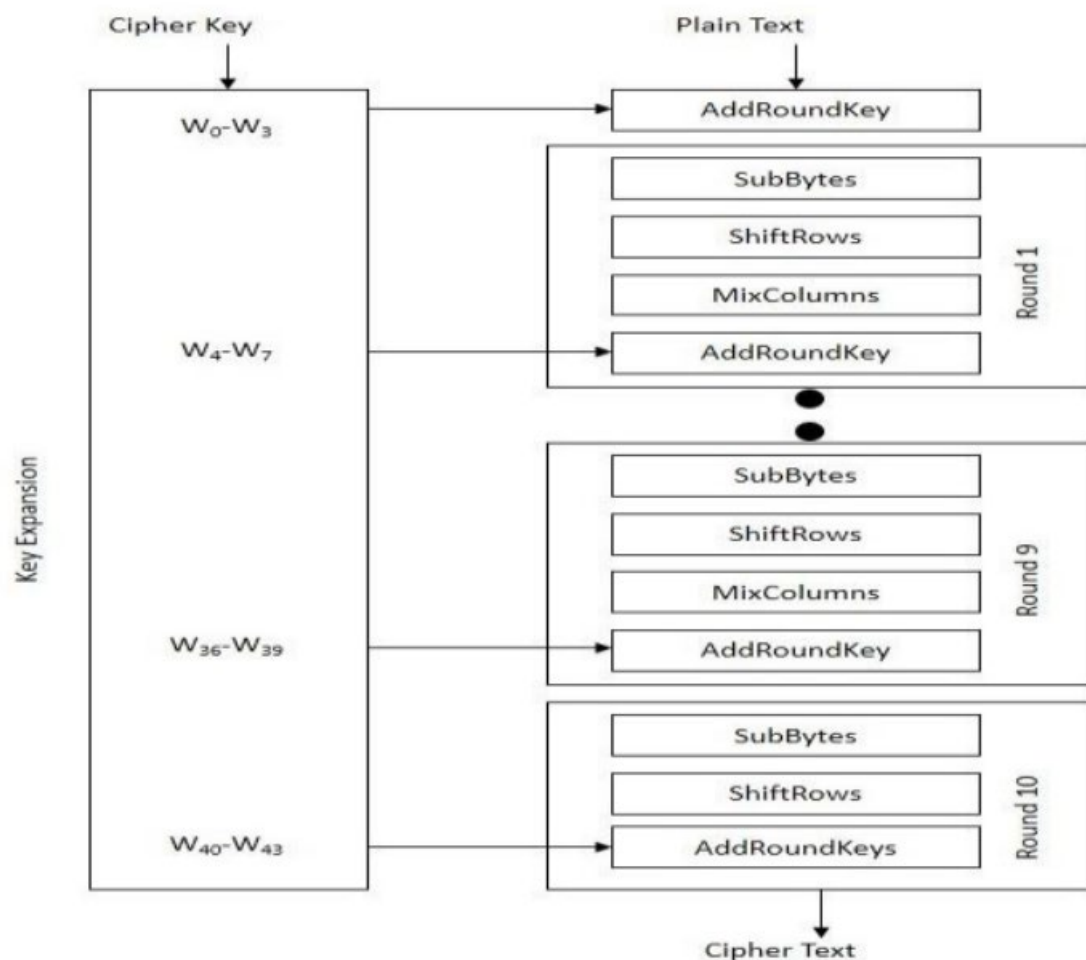 Cipher Key
Plain Text
W₀-W₃
AddRoundKey
SubBytes
ShiftRows
MixColumns
W₄-W₇
AddRoundKey
Round 1
Key Expansion
SubBytes
ShiftRows
MixColumns
W₃₆-W₃₉
AddRoundKey
Round 9
SubBytes
ShiftRows
W₄₀-W₄₃
AddRoundKeys
Round 10
Cipher Text